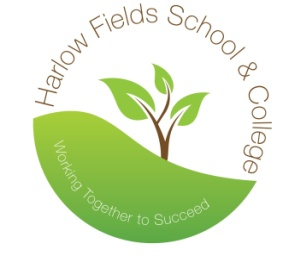 Harlow Fields School & College
Working Together to Succeed